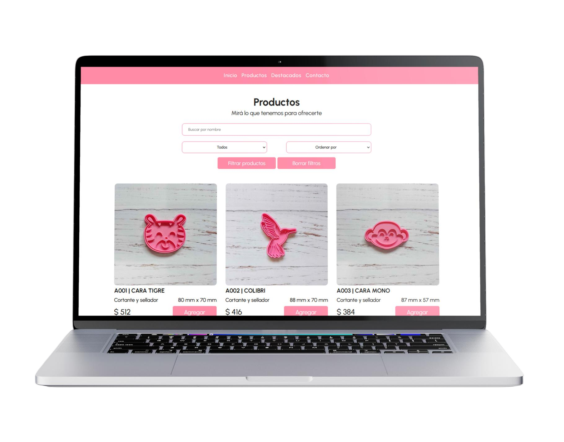 Inicio Productos Destacados Contacto
Productos
Mirá lo que tenemos para ofrecerte
Buscar por nombre
Todos
Ordenar por
Filtrar productos
Borrar filtros
A001 | CARA TIGRE
Cortante y sellador 80 mm x 70 mm
$ 512 Agregar
A002 | COLIBRI
Cortante y sellador 88 mm x 70 mm
$ 416 Agregar
A003 | CARA MONO
Cortante y sellador 87 mm x 57 mm
$ 384 Agregar